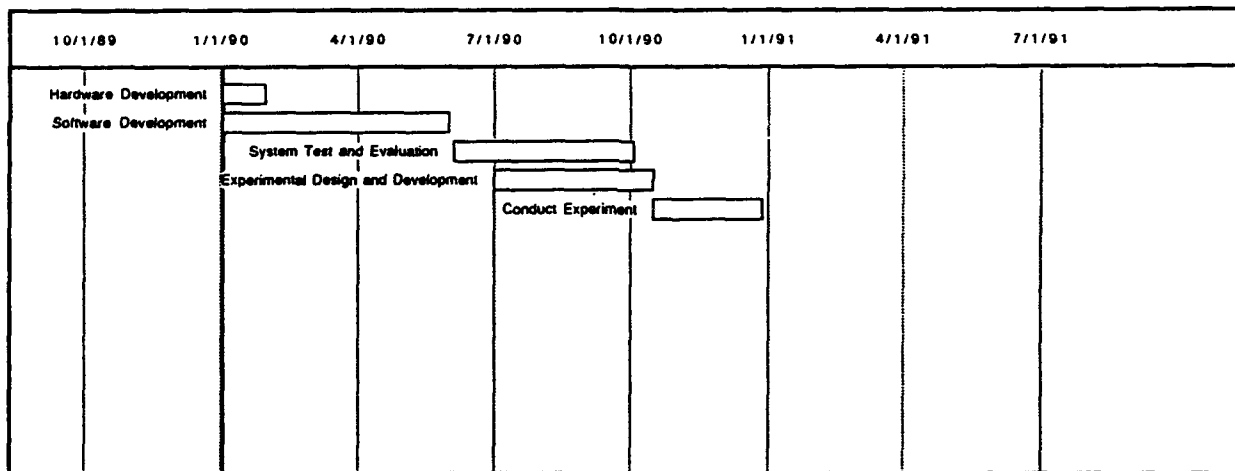 10/1/89 1/1/90 4/1/90 7/1/90 10/1/90 1/1/91 4/1/91 7/1/91
Hardware Development
Software Development
System Test and Evaluation
Experimental Design and Development
Conduct Experiment